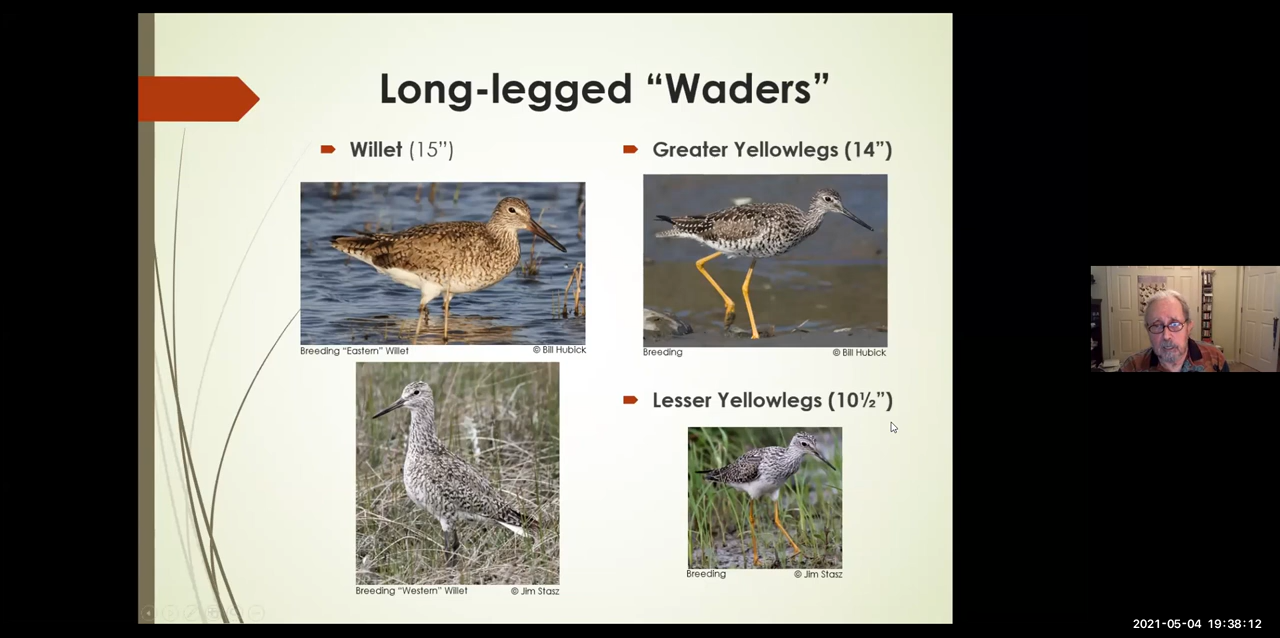 Long-legged “Waders”
Willet (15”)
Breeding “Eastern” Willet
© Bill Hubick
Breeding “Western” Willet
© Jim Stasz
Greater Yellowlegs (14”)
Breeding
© Bill Hubick
Lesser Yellowlegs (10½”)
Breeding
© Jim Stasz
2021-05-04 19:38:12